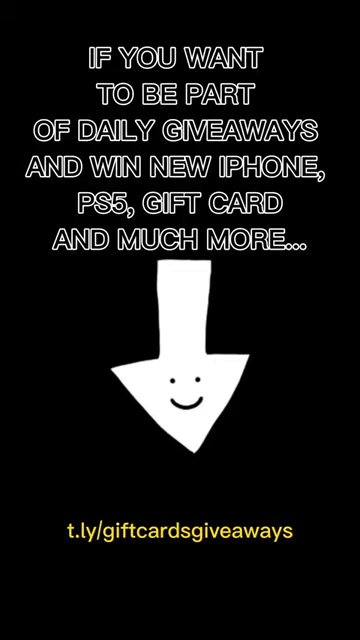 IF YOU WANT
TO BE PART
OF DAILY GIVEAWAYS
AND WIN NEW IPHONE,
PS5, GIFT CARD
AND MUCH MORE...
t.ly/giftcardsgiveaways